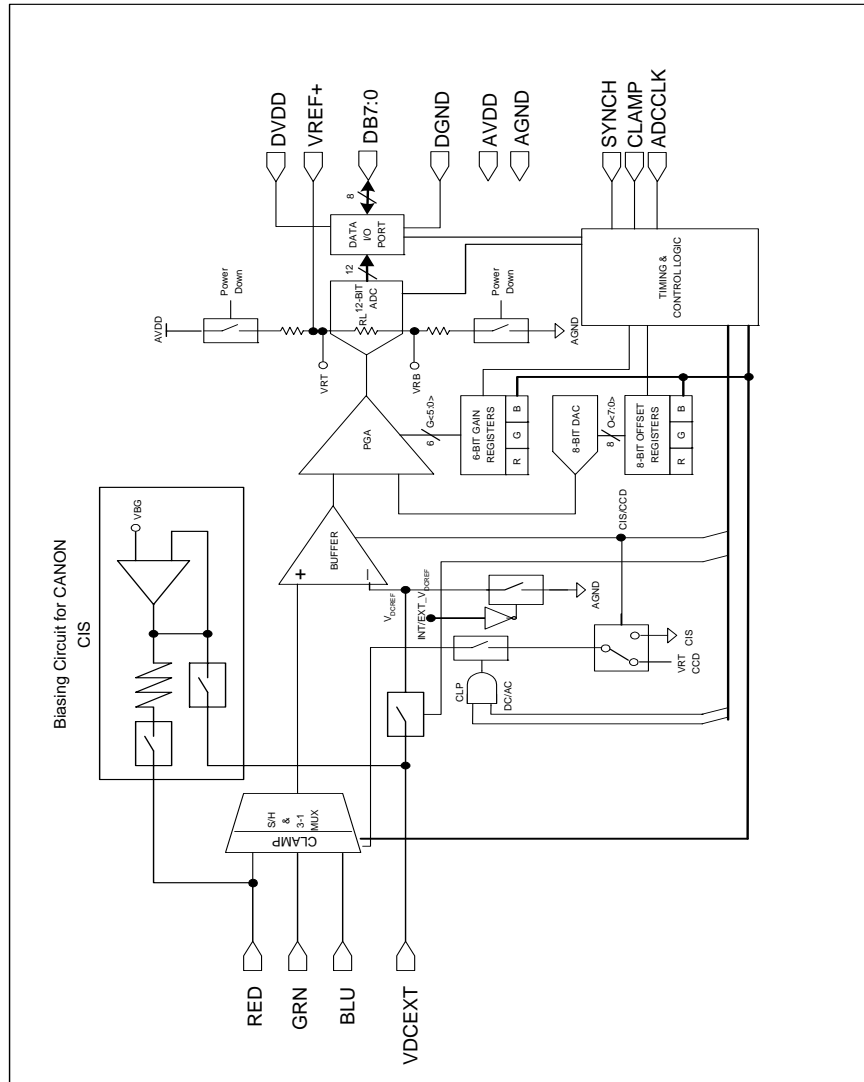 Biasing Circuit for CANON
CIS
VBG
AVDD
Power
Down
DVDD
VREF+
DB7:0
DGND
AVDD
AGND
SYNCH
CLAMP
ADCCLK
RED
GRN
BLU
VDCEXT
CLAMP
S/H
&
3-1
MUX
+
BUFFER
−
VDCREF
INT/EXT_VDCREF
AGND
CLP
DC/AC
CIS/CCD
CIS
VRT
CCD
PGA
VRT
VRB
RL
12-BIT
ADC
12
DATA
I/O
PORT
8
Power
Down
AGND
6
G<5:0>
6-BIT GAIN
REGISTERS
R
G
B
8-BIT DAC
8
O<7:0>
8-BIT OFFSET
REGISTERS
R
G
B
TIMING &
CONTROL LOGIC